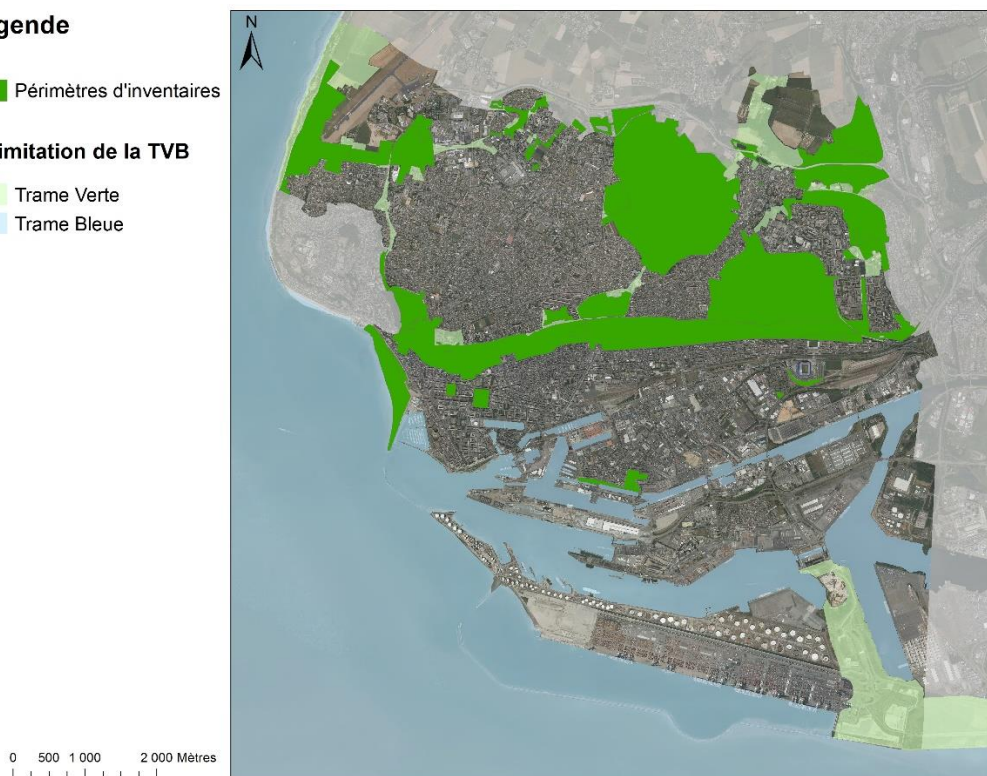 gende
Périmètres d'inventaires
imitation de la TVB
Trame Verte
Trame Bleue
N
0 500 1 000 2 000 Mètres